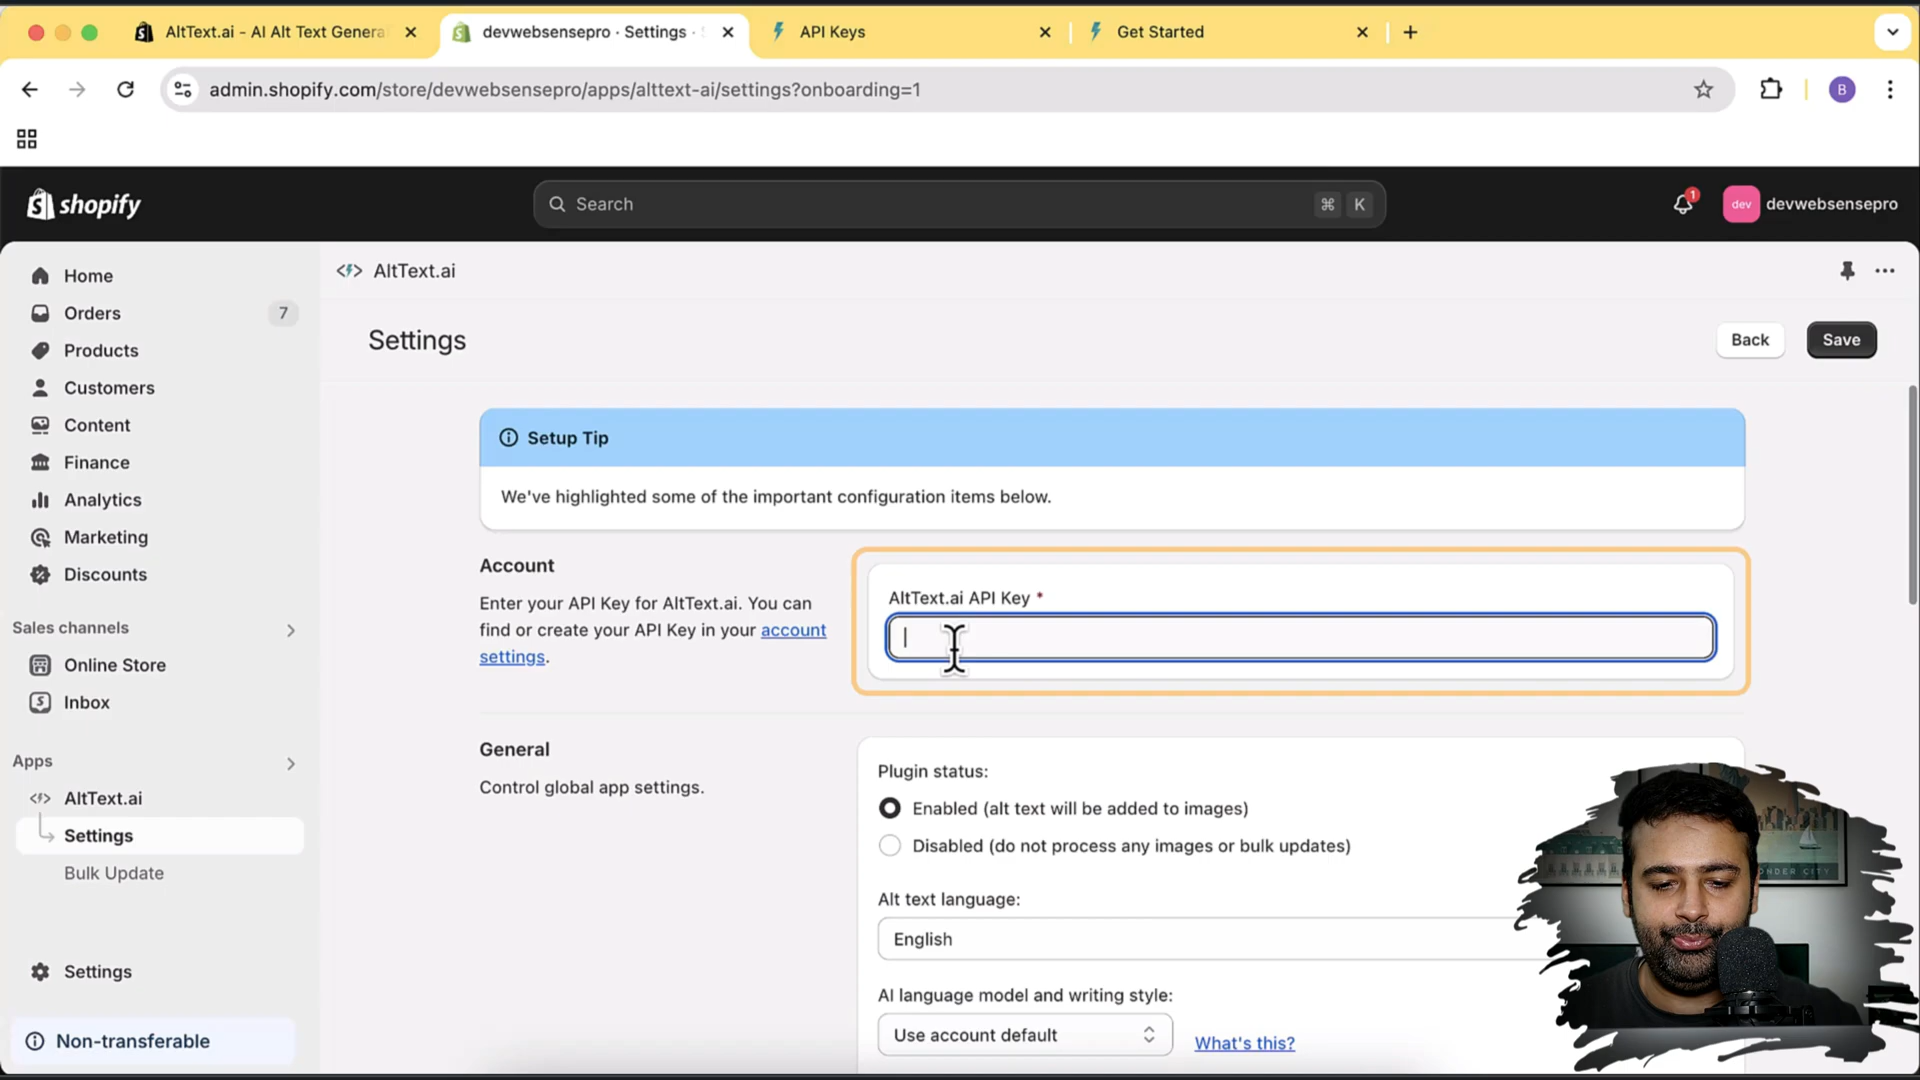 AltText.ai - AI Alt Text Genera
devwebsensepro · Settings ·
API Keys
Get Started
admin.shopify.com/store/devwebsensepro/apps/alttext-ai/settings?onboarding=1
B
shopify
Search
⌘ K
1
dev
devwebsensepro
Home
Orders 7
Products
Customers
Content
Finance
Analytics
Marketing
Discounts
Sales channels
Online Store
Inbox
Apps
AltText.ai
Settings
Bulk Update
Settings
Non-transferable
AltText.ai
Settings
Back
Save
Setup Tip
We've highlighted some of the important configuration items below.
Account
Enter your API Key for AltText.ai. You can
find or create your API Key in your account
settings.
AltText.ai API Key *
General
Control global app settings.
Plugin status:
Enabled (alt text will be added to images)
Disabled (do not process any images or bulk updates)
Alt text language:
English
AI language model and writing style:
Use account default
What's this?
ONDER CITY